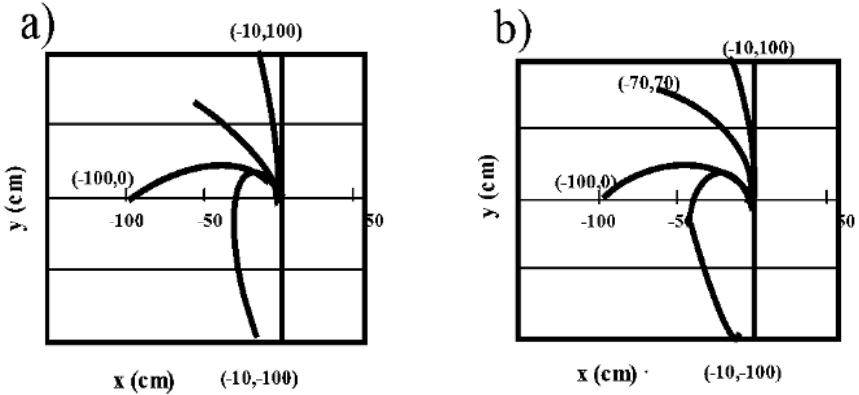 a)
(-10,100)
(-100,0)
-100
-50
50
y (cm)
x (cm)
(-10,-100)
b)
(-10,100)
(-70,70)
(-100,0)
-100
-50
50
y (cm)
x (cm)
(-10,-100)